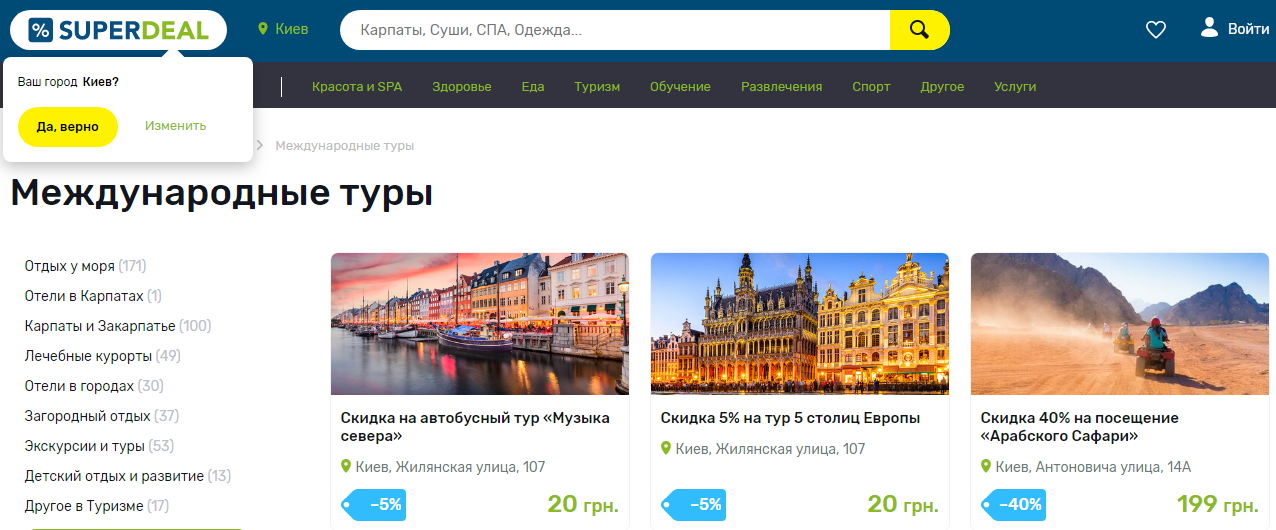 % SUPERDEAL
Киев
Карпаты, Суши, СПА, Одежда...
Войти
Ваш город Киев?
Да, верно
Изменить
Красота и SPA
Здоровье
Еда
Туризм
Обучение
Развлечения
Спорт
Другое
Услуги
Международные туры
Международные туры
Отдых у моря (171)
Отели в Карпатах (1)
Карпаты и Закарпатье (100)
Лечебные курорты (49)
Отели в городах (30)
Загородный отдых (37)
Экскурсии и туры (53)
Детский отдых и развитие (13)
Другое в Туризме (17)
Скидка на автобусный тур «Музыка
севера»
Киев, Жилянская улица, 107
–5%
20 грн.
Скидка 5% на тур 5 столиц Европы
Киев, Жилянская улица, 107
–5%
20 грн.
Скидка 40% на посещение
«Арабского Сафари»
Киев, Антоновича улица, 14А
–40%
199 грн.